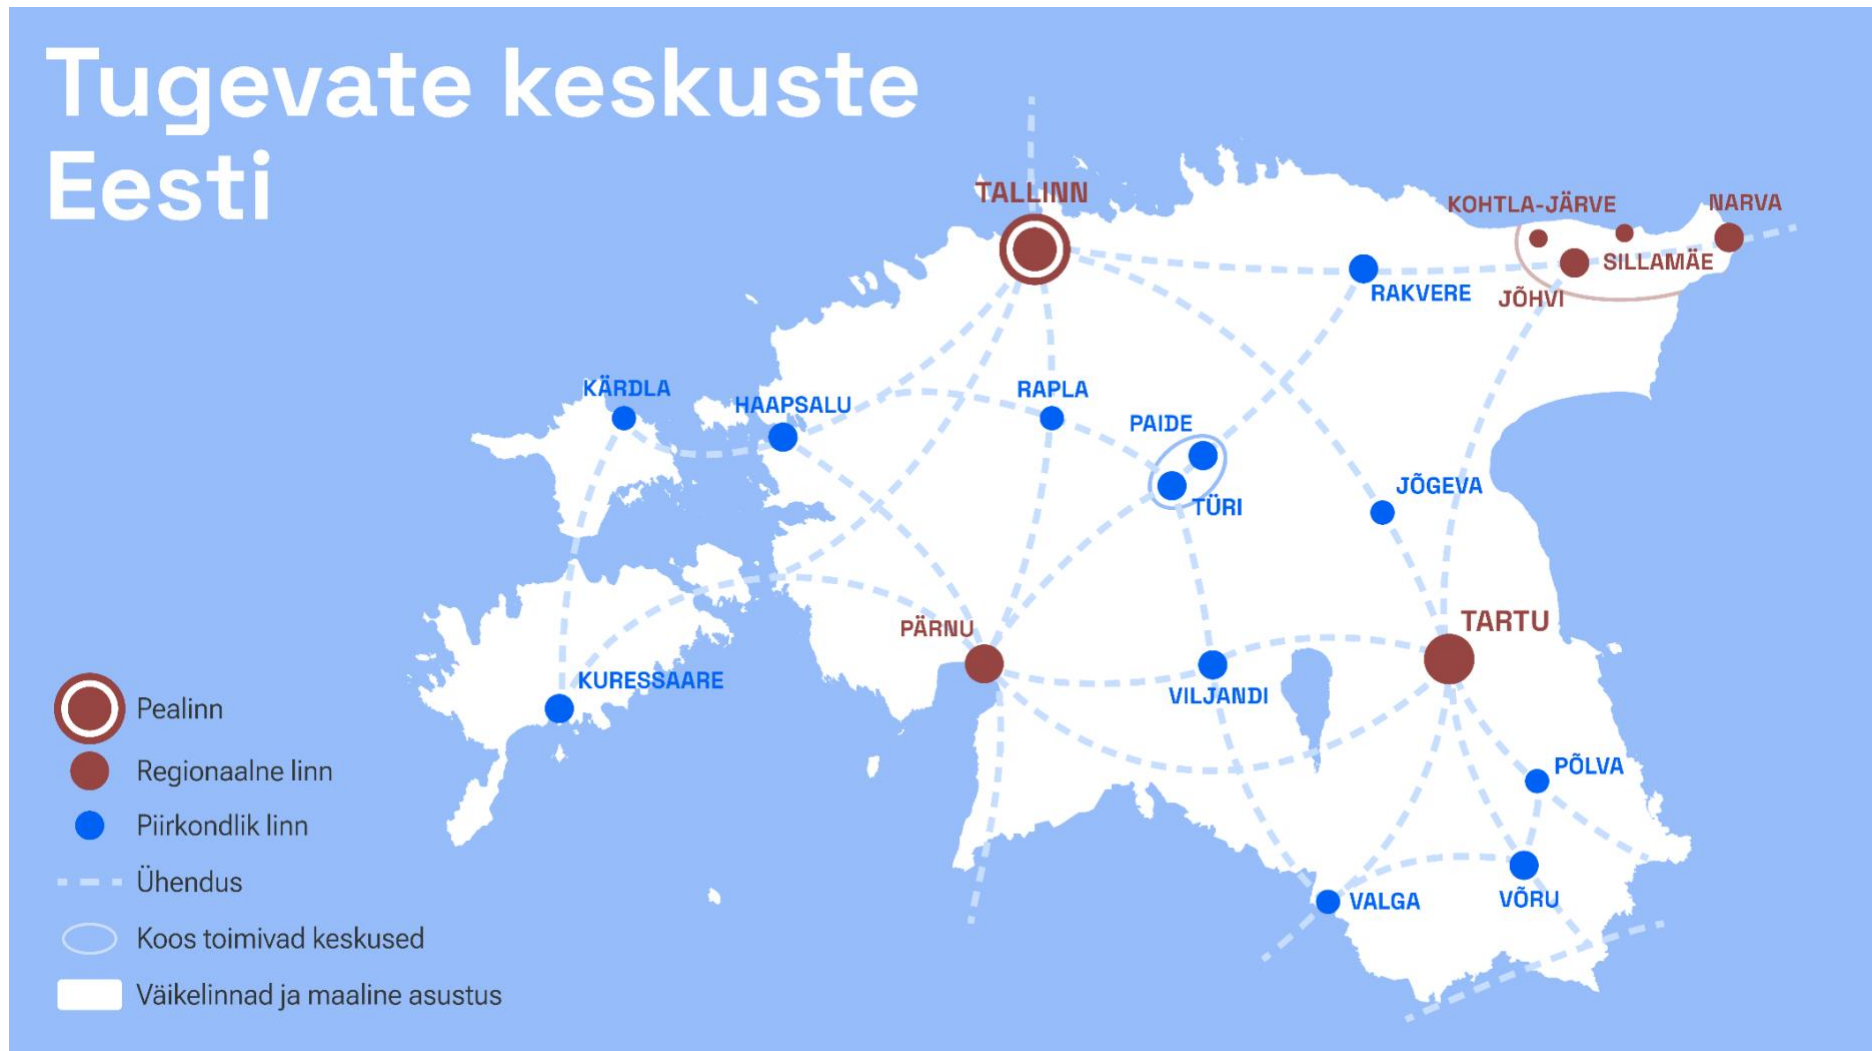 Tugevate keskuste
Eesti
TALLINN
KOHTLA-JÄRVE
NARVA
SILLAMÄE
JÕHVI
RAKVERE
KÄRDLA
HAAPSALU
RAPLA
PAIDE
TÜRI
JÕGEVA
PÄRNU
TARTU
KURESSAARE
VILJANDI
PÕLVA
VALGA
VÕRU
Pealinn
Regionaalne linn
Piirkondlik linn
Ühendus
Koos toimivad keskused
Väikelinnad ja maaline asustus